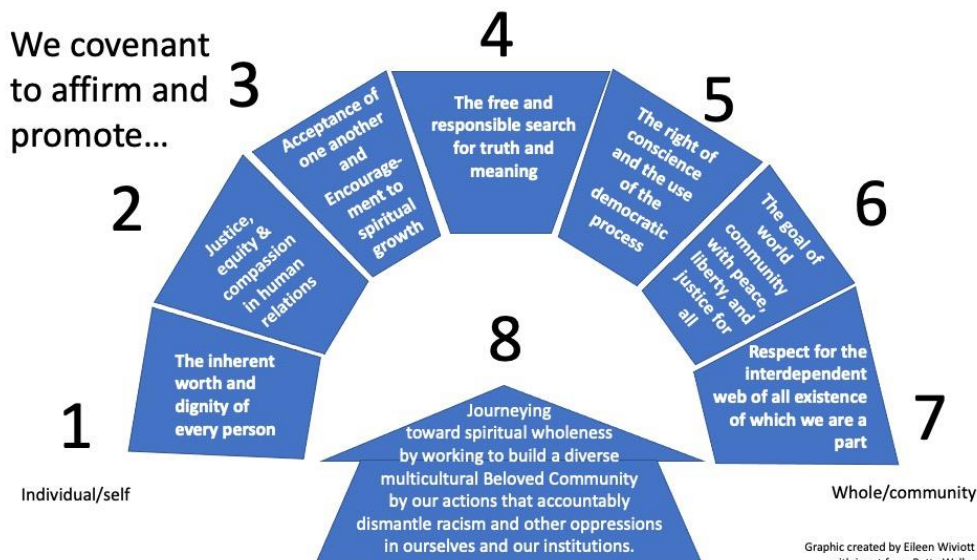 We covenant
to affirm and
promote...
1
The inherent
worth and
dignity of
every person
2
Justice,
equity &
compassion
in human
relations
3
Acceptance of
one another
and
Encourage-
ment to
spiritual
growth
4
The free and
responsible search
for truth and
meaning
5
The right of
conscience
and the use
of the
democratic
process
6
The goal of
world
community
with peace,
liberty, and
justice for
all
7
Respect for the
interdependent
web of all existence
of which we are a
part
8
Journeying
toward spiritual wholeness
by working to build a diverse
multicultural Beloved Community
by our actions that accountably
dismantle racism and other oppressions
in ourselves and our institutions.
Individual/self
Whole/community
Graphic created by Eileen Wiviott